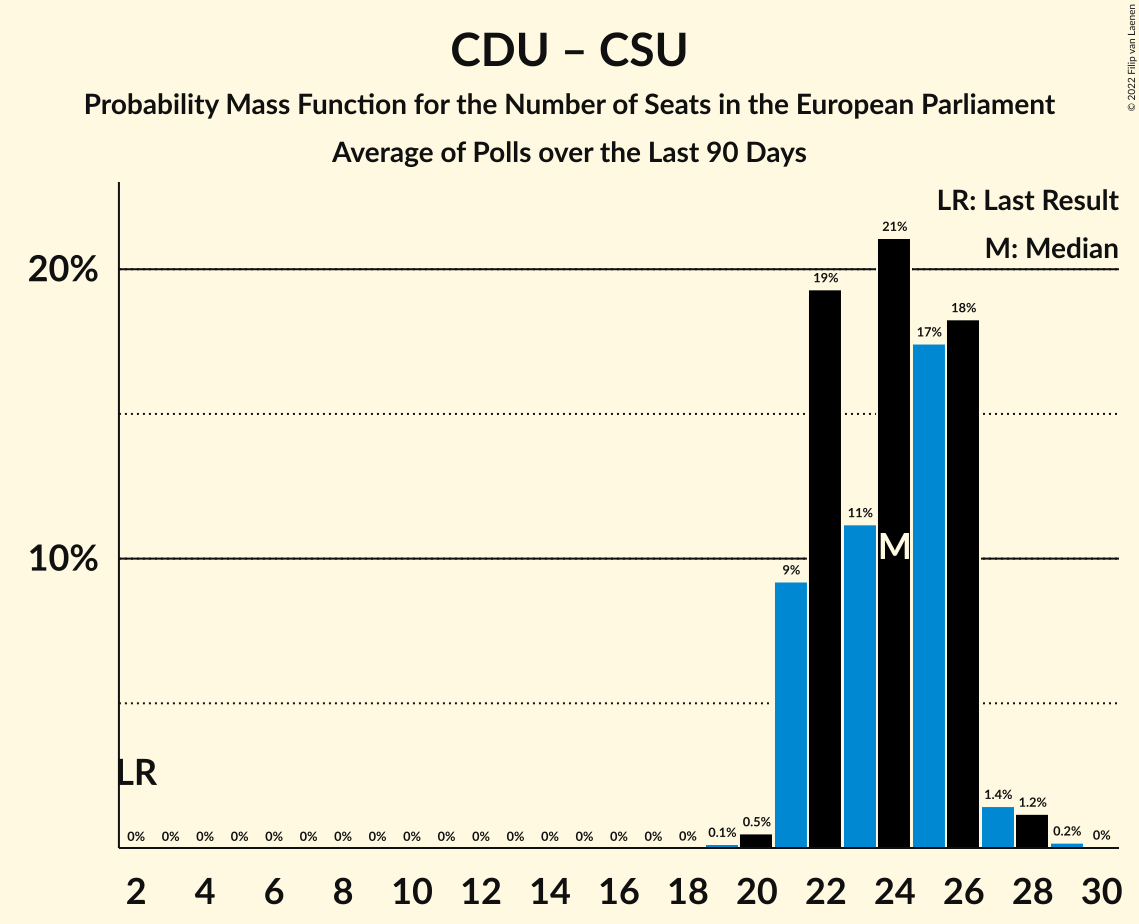 CDU – CSU
Probability Mass Function for the Number of Seats in the European Parliament
Average of Polls over the Last 90 Days
© 2022 Filip van Laenen
LR: Last Result
M: Median
20%
10%
21%
19%
18%
17%
11%
9%
M
LR
0% 0% 0% 0% 0% 0% 0% 0% 0% 0% 0% 0% 0% 0% 0% 0% 0% 0.1% 0.5% 1.4% 1.2% 0.2% 0%
2 4 6 8 10 12 14 16 18 20 22 24 26 28 30